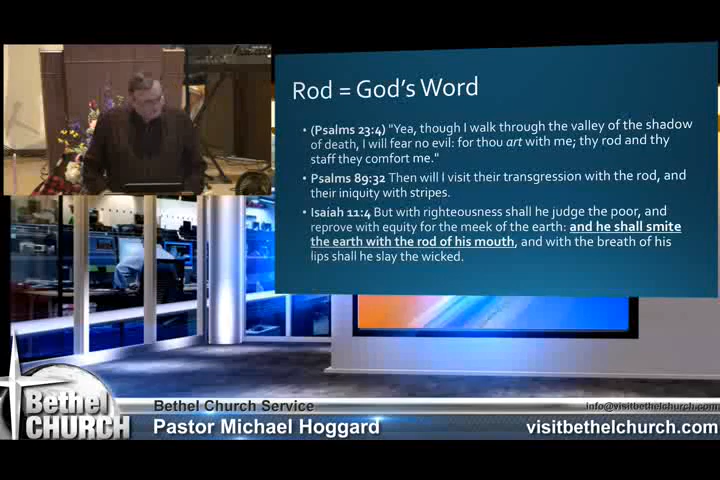 Rod = God's Word
• (Psalms 23:4) "Yea, though I walk through the valley of the shadow
of death, I will fear no evil: for thou art with me; thy rod and thy
staff they comfort me."
• Psalms 89:32 Then will I visit their transgression with the rod, and
their iniquity with stripes.
• Isaiah 11:4 But with righteousness shall he judge the poor, and
reprove with equity for the meek of the earth: and he shall smite
the earth with the rod of his mouth, and with the breath of his
lips shall he slay the wicked.
Bethel
CHURCH
Bethel Church Service
info@visitbethelchurch.com
Pastor Michael Hoggard
visitbethelchurch.com